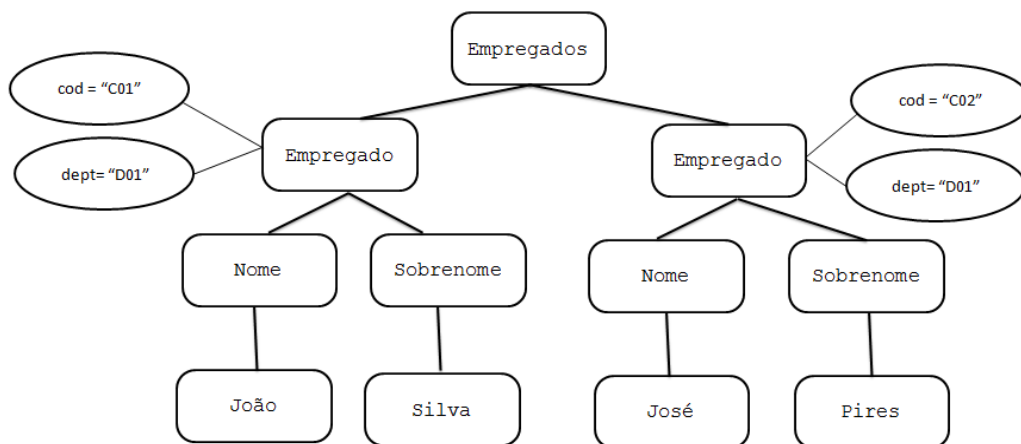 Empregados
cod = “C01”
cod = “C02”
Empregado
Empregado
dept= “D01”
dept= “D01”
Nome
Sobrenome
Nome
Sobrenome
João
Silva
José
Pires